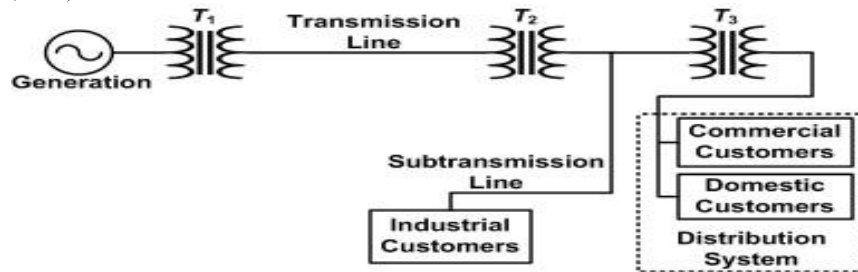 T1
Transmission
Line
T2
T3
Generation
Subtransmission
Line
Industrial
Customers
Commercial
Customers
Domestic
Customers
Distribution
System